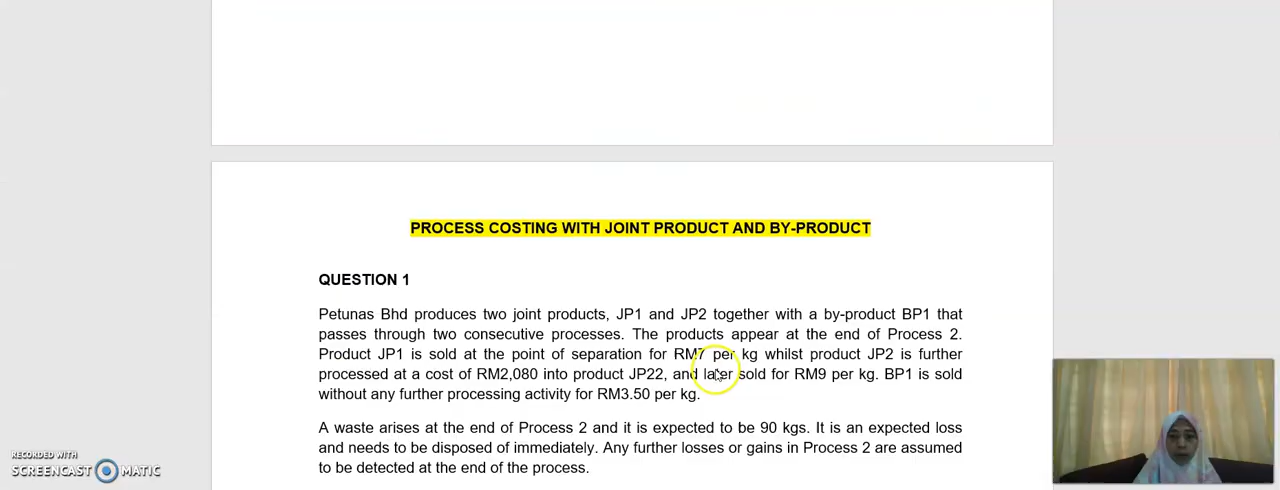 PROCESS COSTING WITH JOINT PRODUCT AND BY-PRODUCT
QUESTION 1
Petunas Bhd produces two joint products, JP1 and JP2 together with a by-product BP1 that
passes through two consecutive processes. The products appear at the end of Process 2.
Product JP1 is sold at the point of separation for RM7 per kg whilst product JP2 is further
processed at a cost of RM2,080 into product JP22, and later sold for RM9 per kg. BP1 is sold
without any further processing activity for RM3.50 per kg.
A waste arises at the end of Process 2 and it is expected to be 90 kgs. It is an expected loss
and needs to be disposed of immediately. Any further losses or gains in Process 2 are assumed
to be detected at the end of the process.
RECORDED WITH
SCREENCAST MATIC